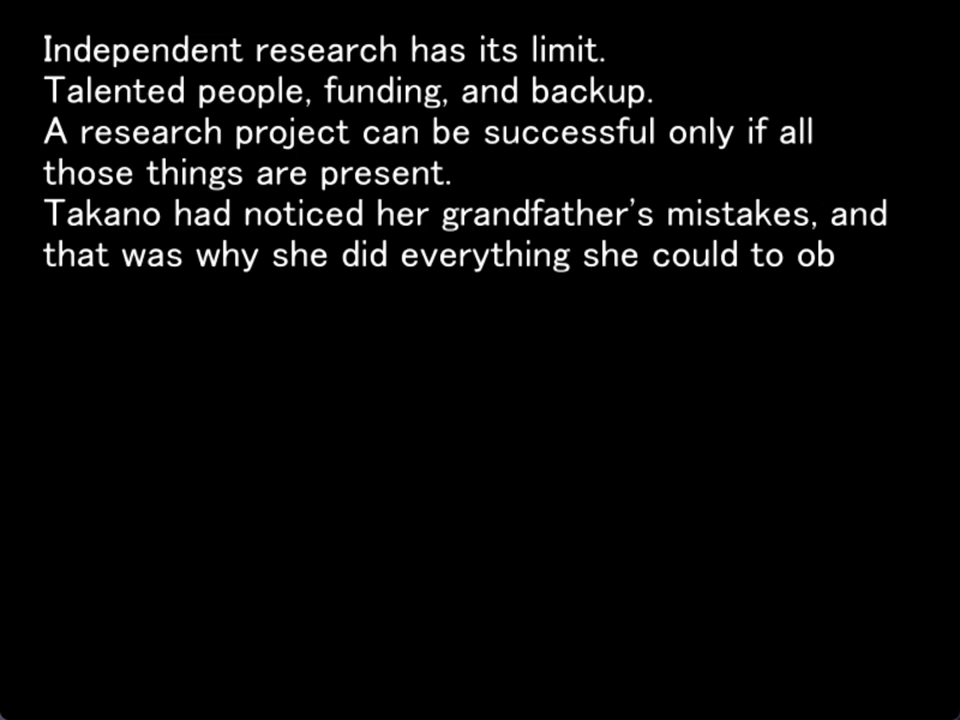 Independent research has its limit.
Talented people, funding, and backup.
A research project can be successful only if all
those things are present.
Takano had noticed her grandfather's mistakes, and
that was why she did everything she could to ob